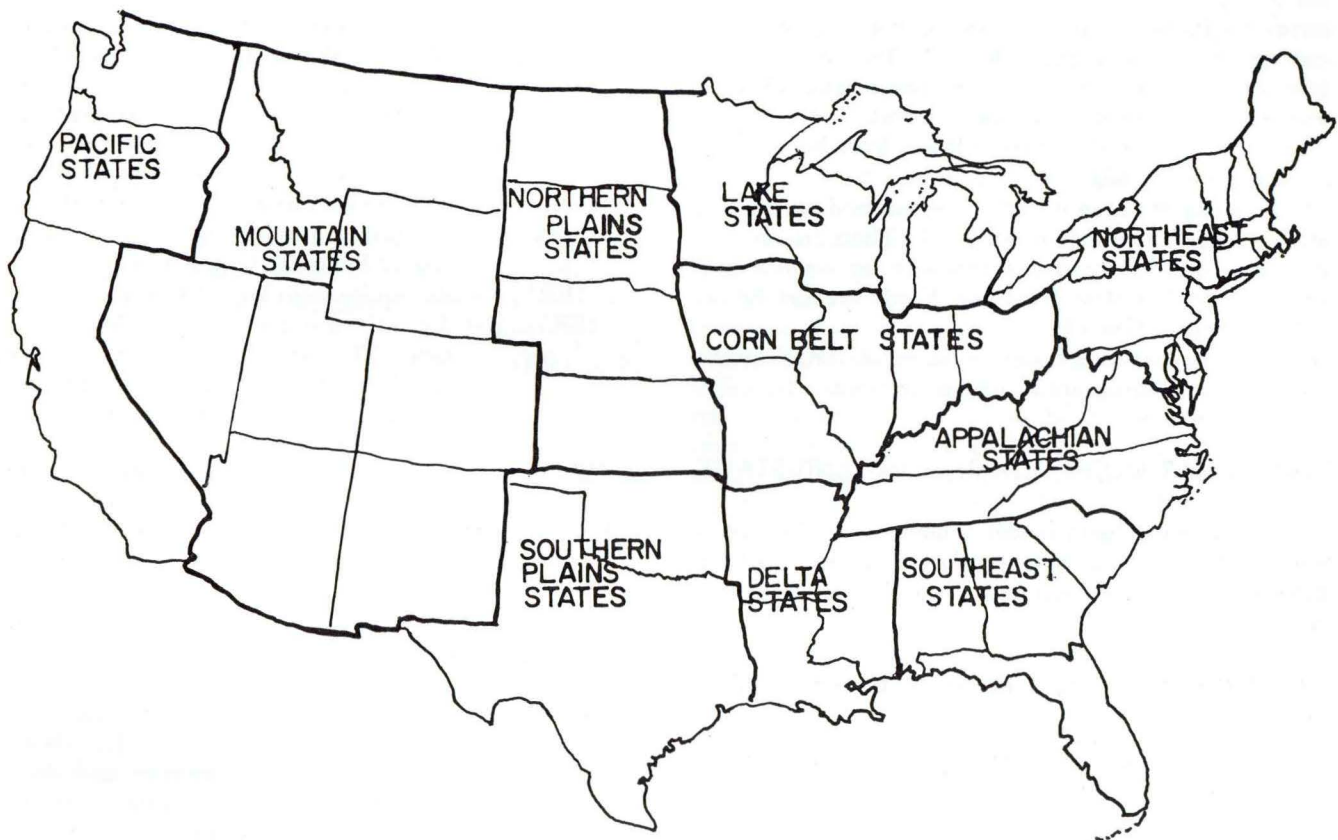 PACIFIC
STATES
MOUNTAIN
STATES
NORTHERN
PLAINS
STATES
LAKE
STATES
NORTHEAST
STATES
CORN BELT STATES
APPALACHIAN
STATES
SOUTHERN
PLAINS
STATES
DELTA
STATES
SOUTHEAST
STATES